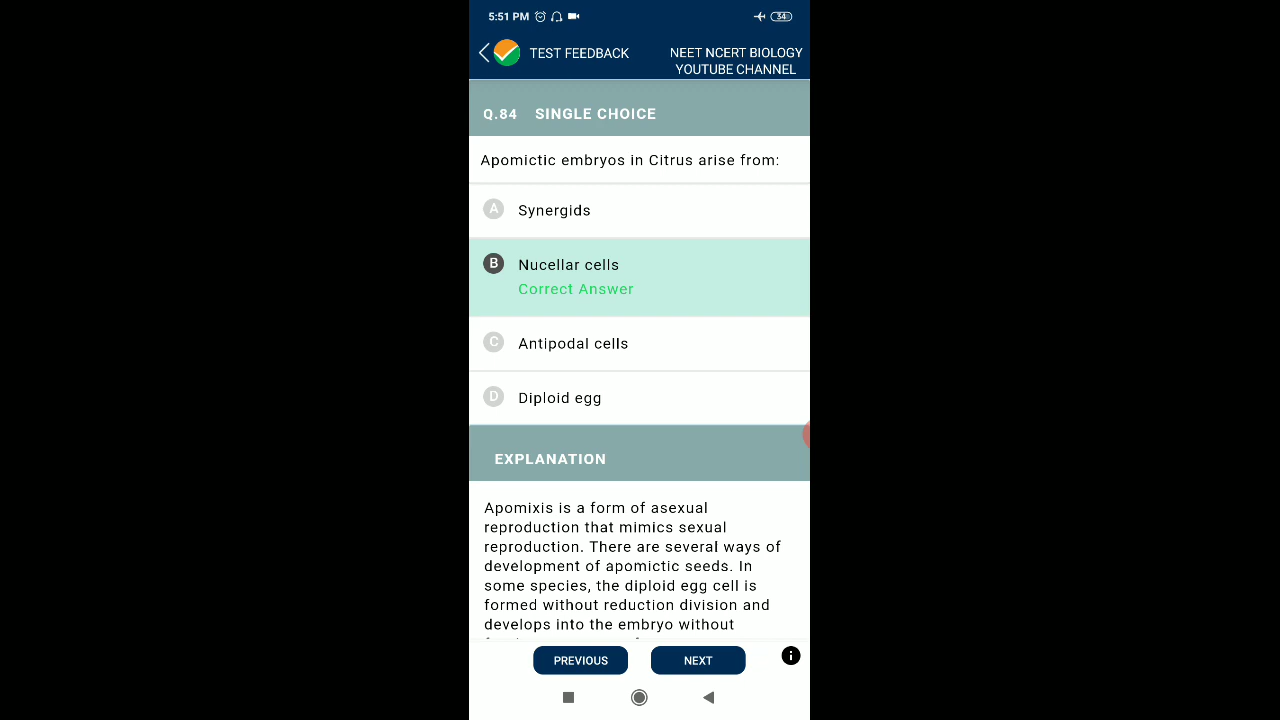 5:51 PM 34
TEST FEEDBACK
NEET NCERT BIOLOGY
YOUTUBE CHANNEL
Q.84 SINGLE CHOICE
Apomictic embryos in Citrus arise from:
A Synergids
B Nucellar cells
Correct Answer
C Antipodal cells
D Diploid egg
EXPLANATION
Apomixis is a form of asexual
reproduction that mimics sexual
reproduction. There are several ways of
development of apomictic seeds. In
some species, the diploid egg cell is
formed without reduction division and
develops into the embryo without
PREVIOUS NEXT